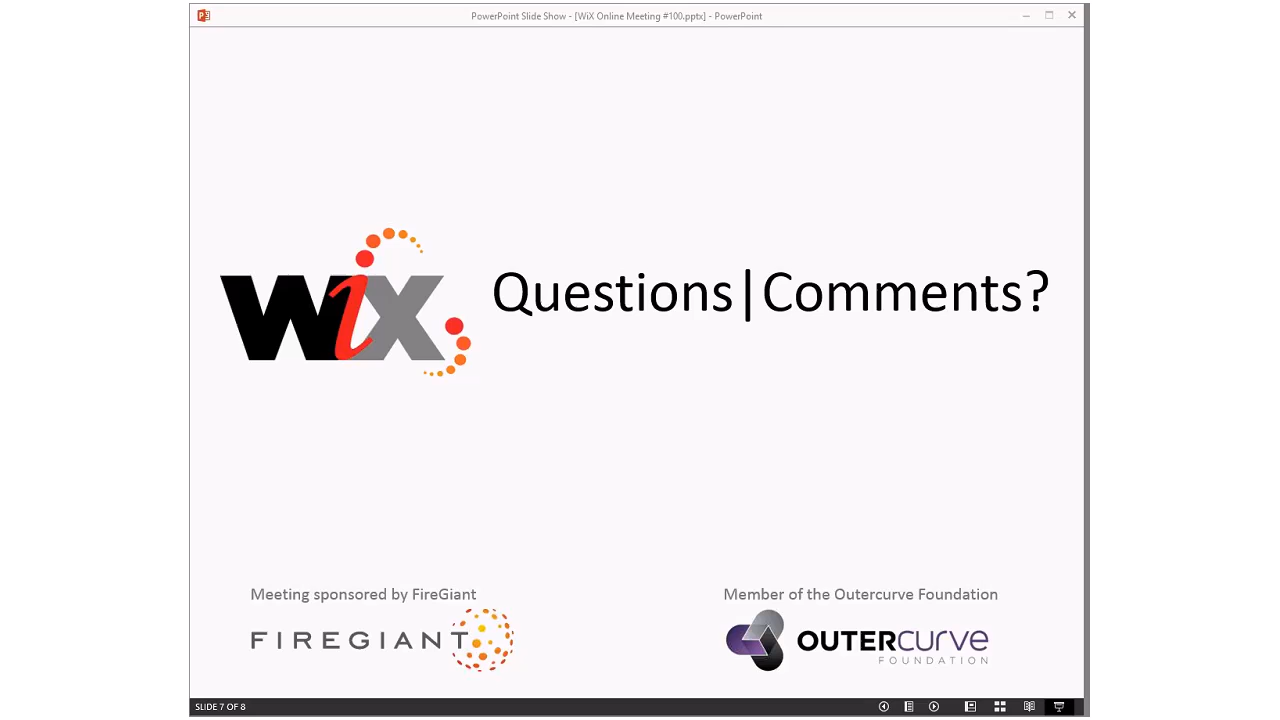 PowerPoint Slide Show - [WiX Online Meeting #100.pptx] - PowerPoint
WiX
Questions|Comments?
Meeting sponsored by FireGiant
FIREGIANT
Member of the Outercurve Foundation
OUTERCURVE
FOUNDATION
SLIDE 7 OF 8